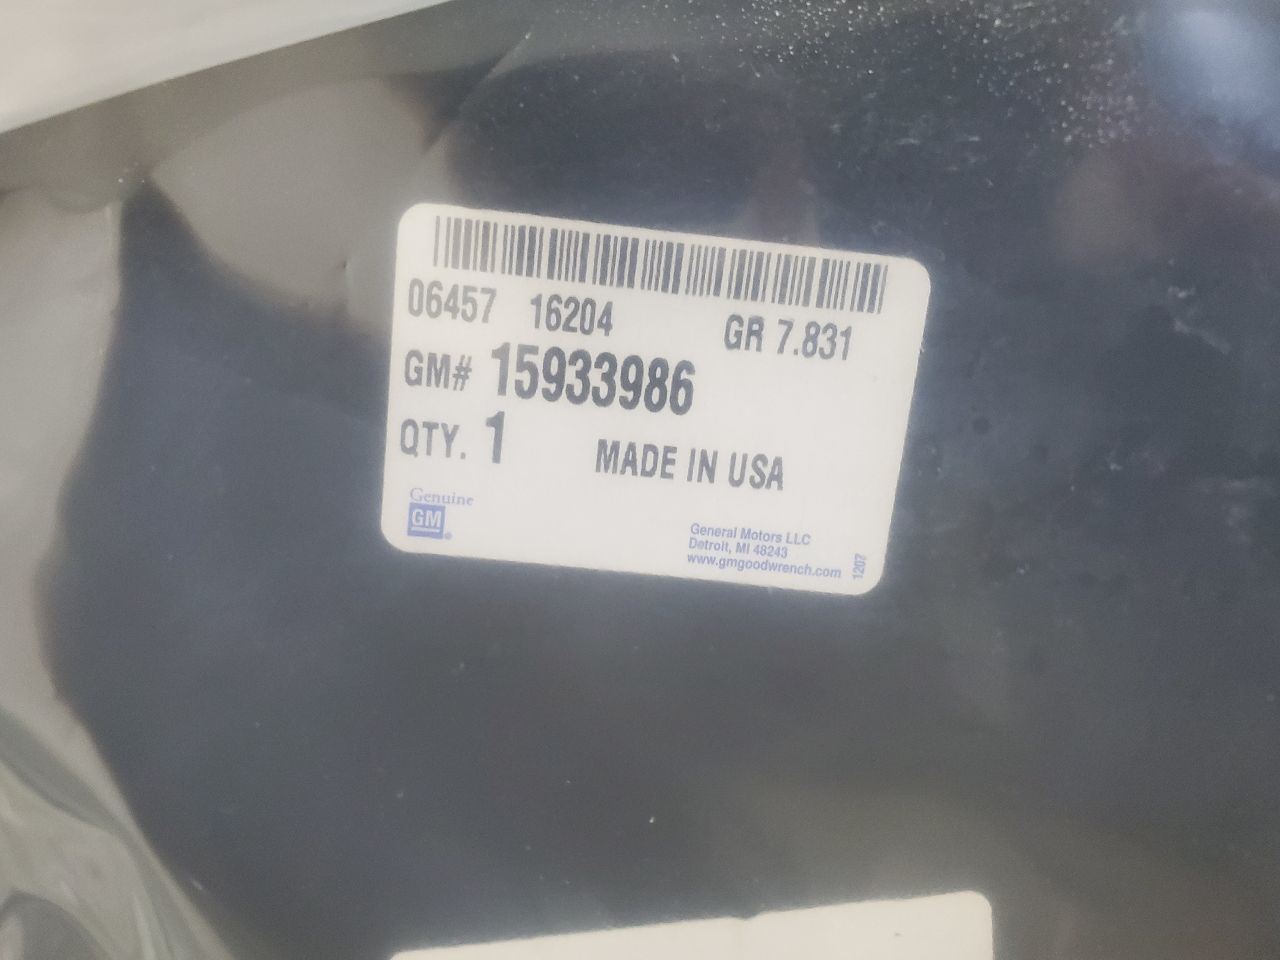 06457 16204 GR 7.831
GM# 15933986
QTY. 1 MADE IN USA
Genuine
GM
General Motors LLC
Detroit, MI 48243
www.gmgoodwrench.com
1207